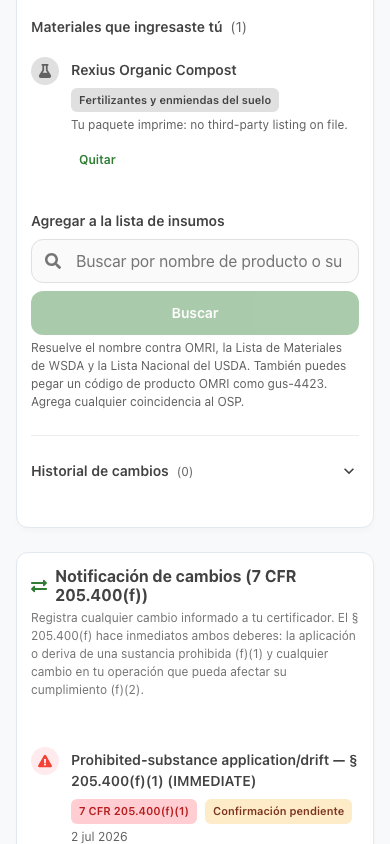 Materiales que ingresaste tú (1)
Rexius Organic Compost
Fertilizantes y enmiendas del suelo
Tu paquete imprime: no third-party listing on file.
Quitar
Agregar a la lista de insumos
Buscar por nombre de producto o su
Buscar
Resuelve el nombre contra OMRI, la Lista de Materiales
de WSDA y la Lista Nacional del USDA. También puedes
pegar un código de producto OMRI como gus-4423.
Agrega cualquier coincidencia al OSP.
Historial de cambios (0)
Notificación de cambios (7 CFR
205.400(f))
Registra cualquier cambio informado a tu certificador. El §
205.400(f) hace inmediatos ambos deberes: la aplicación
o deriva de una sustancia prohibida (f)(1) y cualquier
cambio en tu operación que pueda afectar su
cumplimiento (f)(2).
Prohibited-substance application/drift — §
205.400(f)(1) (IMMEDIATE)
7 CFR 205.400(f)(1) Confirmación pendiente
2 jul 2026